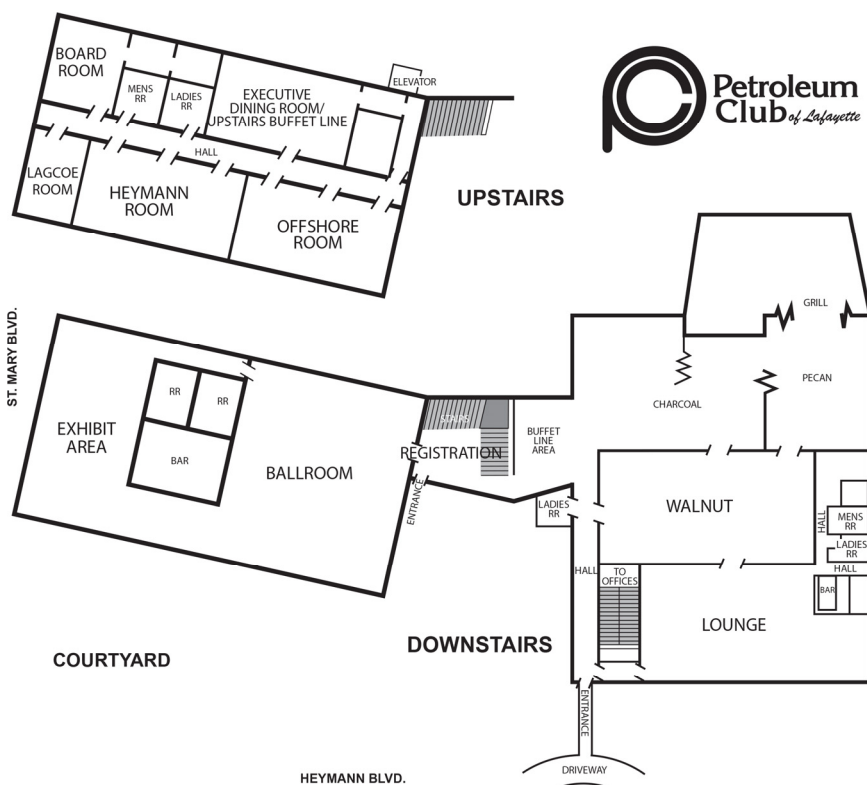 BOARD
ROOM
MENS
RR
LADIES
RR
EXECUTIVE
DINING ROOM/
UPSTAIRS BUFFET LINE
ELEVATOR
Petroleum
Club of Lafayette
HALL
LAGCOE
ROOM
HEYMANN
ROOM
OFFSHORE
ROOM
UPSTAIRS
ST. MARY BLVD.
GRILL
PECAN
CHARCOAL
RR
RR
BAR
EXHIBIT
AREA
BALLROOM
STAIRS
REGISTRATION
BUFFET
LINE
AREA
ENTRANCE
LADIES
RR
WALNUT
HALL
MENS
RR
LADIES
RR
HALL
BAR
HALL
TO
OFFICES
LOUNGE
DOWNSTAIRS
COURTYARD
ENTRANCE
DRIVEWAY
HEYMANN BLVD.